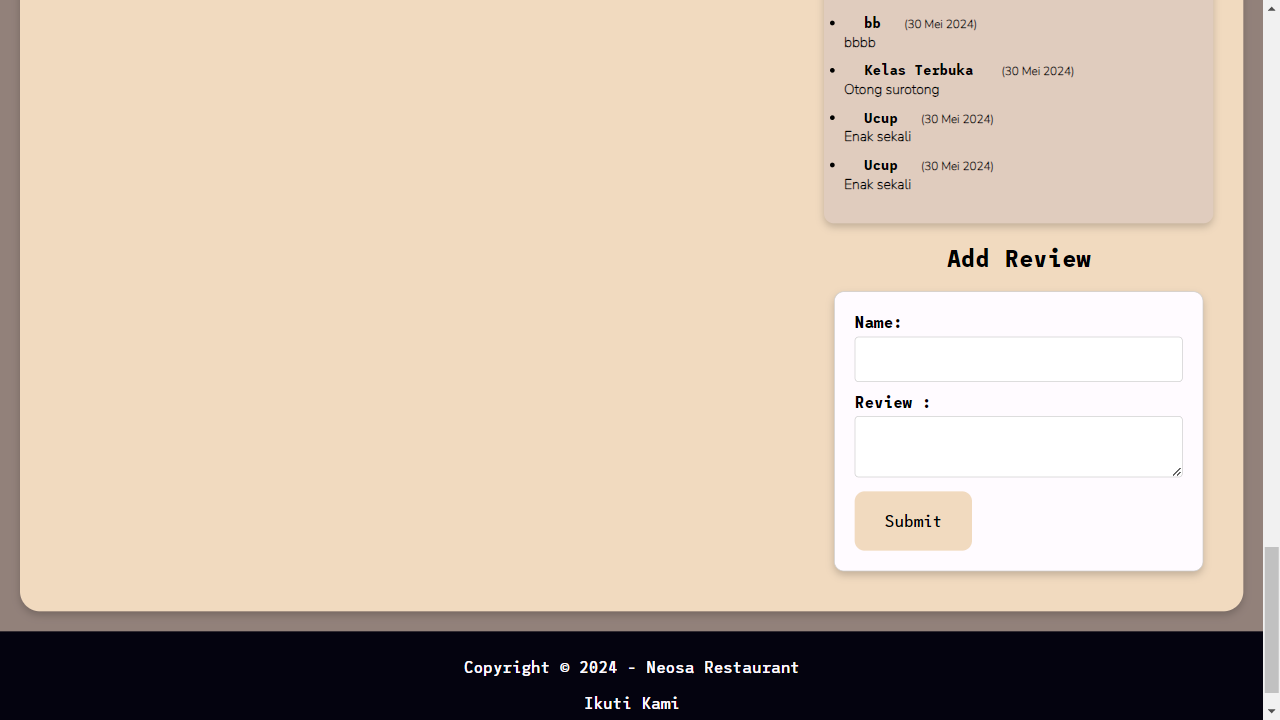 bb (30 Mei 2024)
bbbb
Kelas Terbuka (30 Mei 2024)
Otong surotong
Ucup (30 Mei 2024)
Enak sekali
Ucup (30 Mei 2024)
Enak sekali
Add Review
Name:
Review :
Submit
Copyright © 2024 - Neosa Restaurant
Ikuti Kami